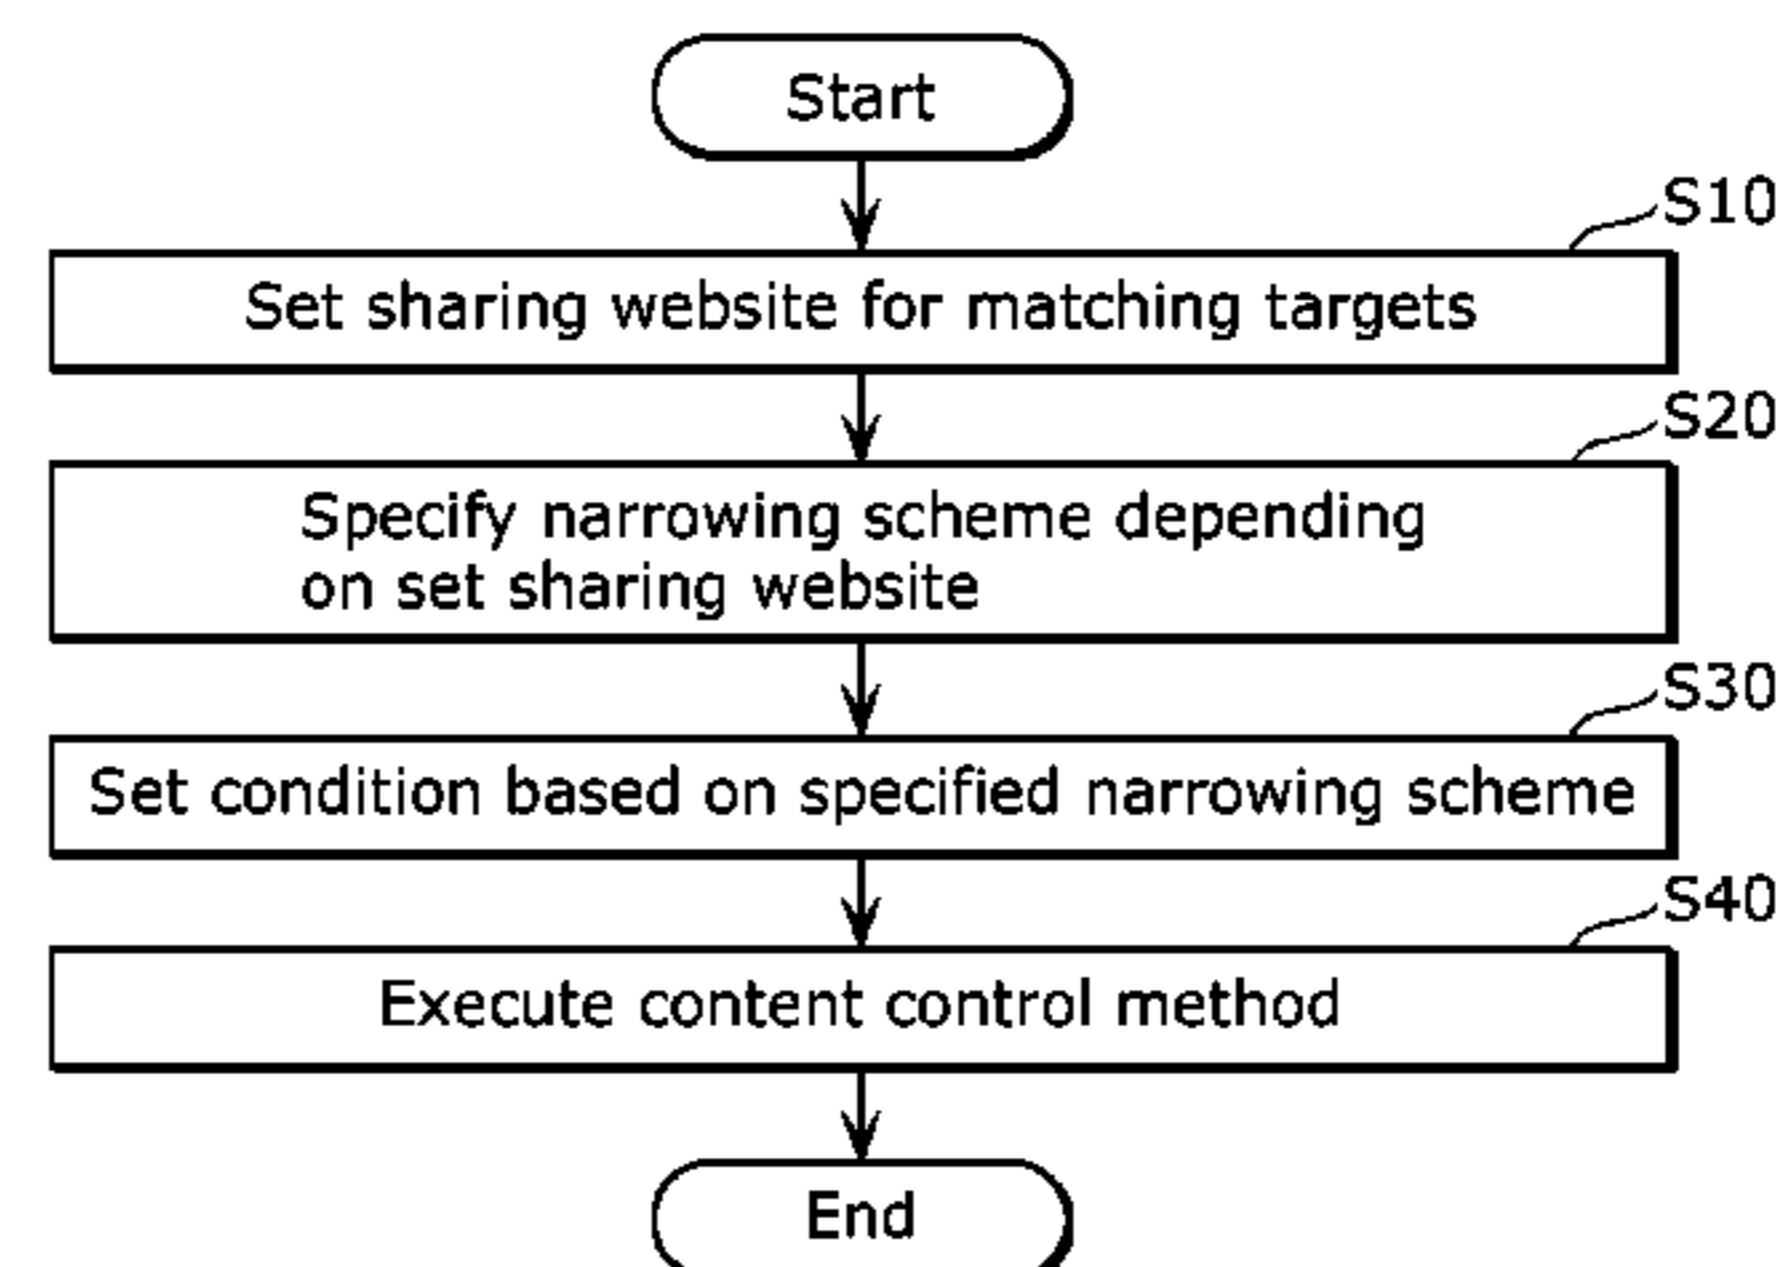 Start
S10
Set sharing website for matching targets
S20
Specify narrowing scheme depending
on set sharing website
S30
Set condition based on specified narrowing scheme
S40
Execute content control method
End